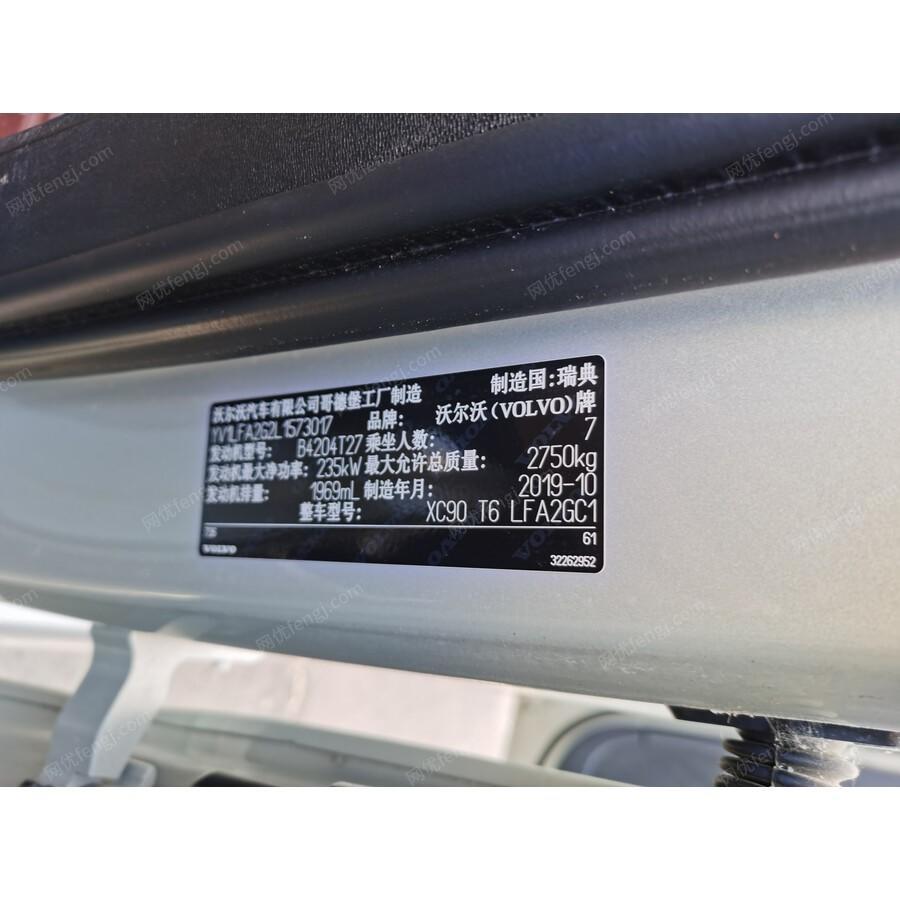 沃尔沃汽车有限公司哥德堡工厂制造 制造国:瑞典
YV1LFA2G2L1573017 品牌: 沃尔沃(VOLVO)牌
发动机型号: B4204T27 乘坐人数: 7
发动机最大净功率: 235kW 最大允许总质量: 2750kg
发动机排量: 1969mL 制造年月: 2019-10
整车型号: XC90 T6 LFA2GC1
726 61
VOLVO 32262952
网优fengj.com